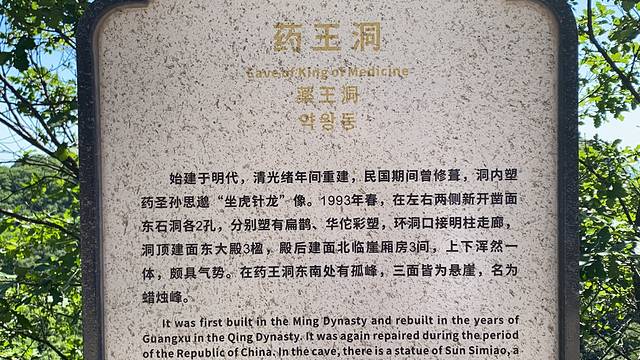 药王洞
Cave of King of Medicine
薬王洞
약왕동
始建于明代，清光绪年间重建，民国期间曾修葺，洞内塑
药圣孙思邈“坐虎针龙”像。1993年春，在左右两侧新开凿面
东石洞各2孔，分别塑有扁鹊、华佗彩塑，环洞口接明柱走廊，
洞顶建面东大殿3楹，殿后建面北临崖厢房3间，上下浑然一
体，颇具气势。在药王洞东南处有孤峰，三面皆为悬崖，名为
蜡烛峰。
It was first built in the Ming Dynasty and rebuilt in the years of
Guangxu in the Qing Dynasty. It was again repaired during the period
of the Republic of China. In the cave, there is a statue of Sun Simiao, a